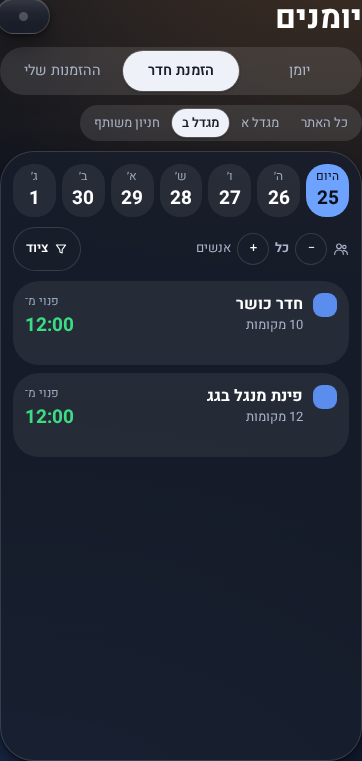 יומנים
יומן הזמנת חדר ההזמנות שלי
כל האתר מגדל א מגדל ב חניון משותף
היום ה׳ ו׳ ש׳ א׳ ב׳ ג׳
25 26 27 28 29 30 1
− כל + אנשים ציוד
חדר כושר פנוי מ־
10 מקומות 12:00
פינת מנגל בגג פנוי מ־
12 מקומות 12:00